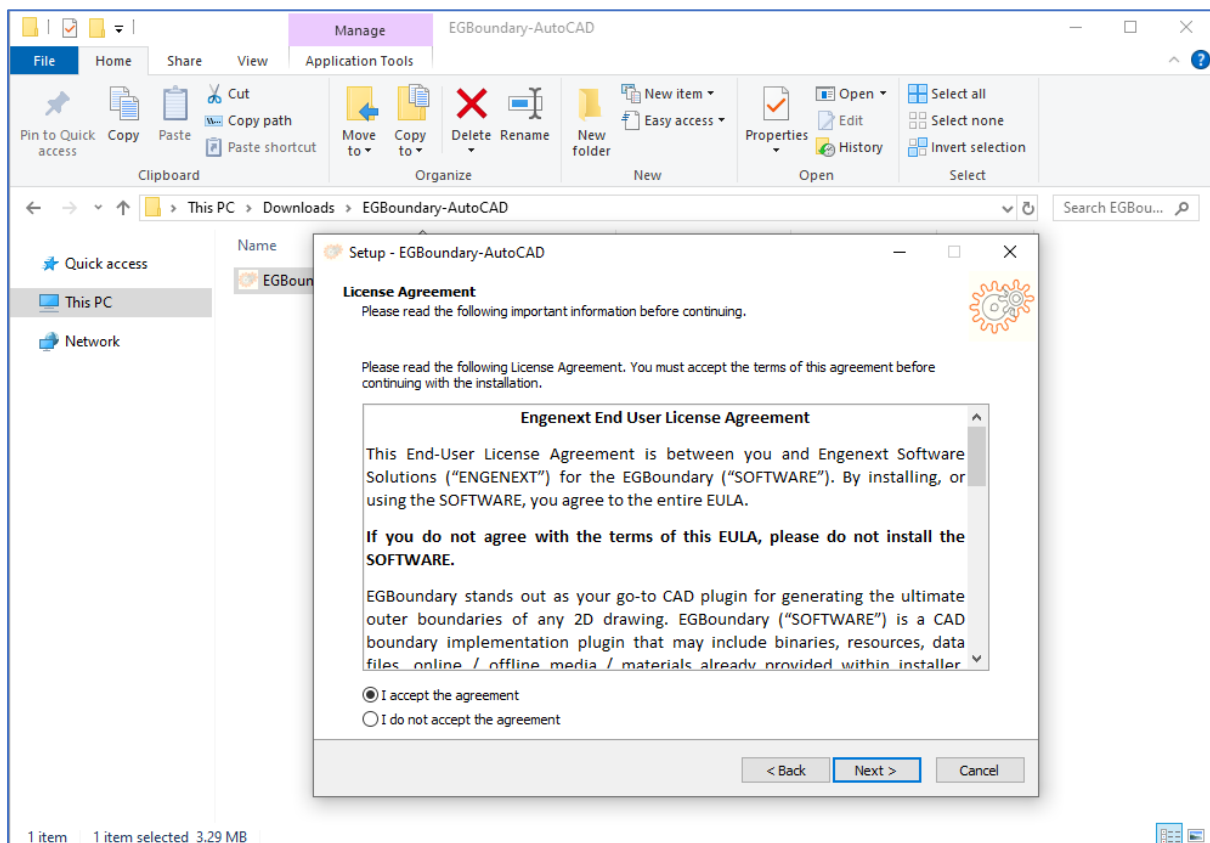 Manage
EGBoundary-AutoCAD
File
Home
Share
View
Application Tools
Pin to Quick
access
Copy
Paste
Cut
Copy path
Paste shortcut
Clipboard
Move
to
Copy
to
Delete
Rename
Organize
New
folder
New item
Easy access
New
Properties
Open
Edit
History
Open
Select all
Select none
Invert selection
Select
This PC > Downloads > EGBoundary-AutoCAD
Search EGBou...
Quick access
This PC
Network
Name
EGBoun
Setup - EGBoundary-AutoCAD
License Agreement
Please read the following important information before continuing.
Please read the following License Agreement. You must accept the terms of this agreement before
continuing with the installation.
Engenext End User License Agreement
This End-User License Agreement is between you and Engenext Software
Solutions (“ENGENEXT”) for the EGBoundary (“SOFTWARE”). By installing, or
using the SOFTWARE, you agree to the entire EULA.
If you do not agree with the terms of this EULA, please do not install the
SOFTWARE.
EGBoundary stands out as your go-to CAD plugin for generating the ultimate
outer boundaries of any 2D drawing. EGBoundary (“SOFTWARE”) is a CAD
boundary implementation plugin that may include binaries, resources, data
files, online / offline media / materials already provided within installer,
I accept the agreement
I do not accept the agreement
< Back
Next >
Cancel
1 item
1 item selected 3.29 MB